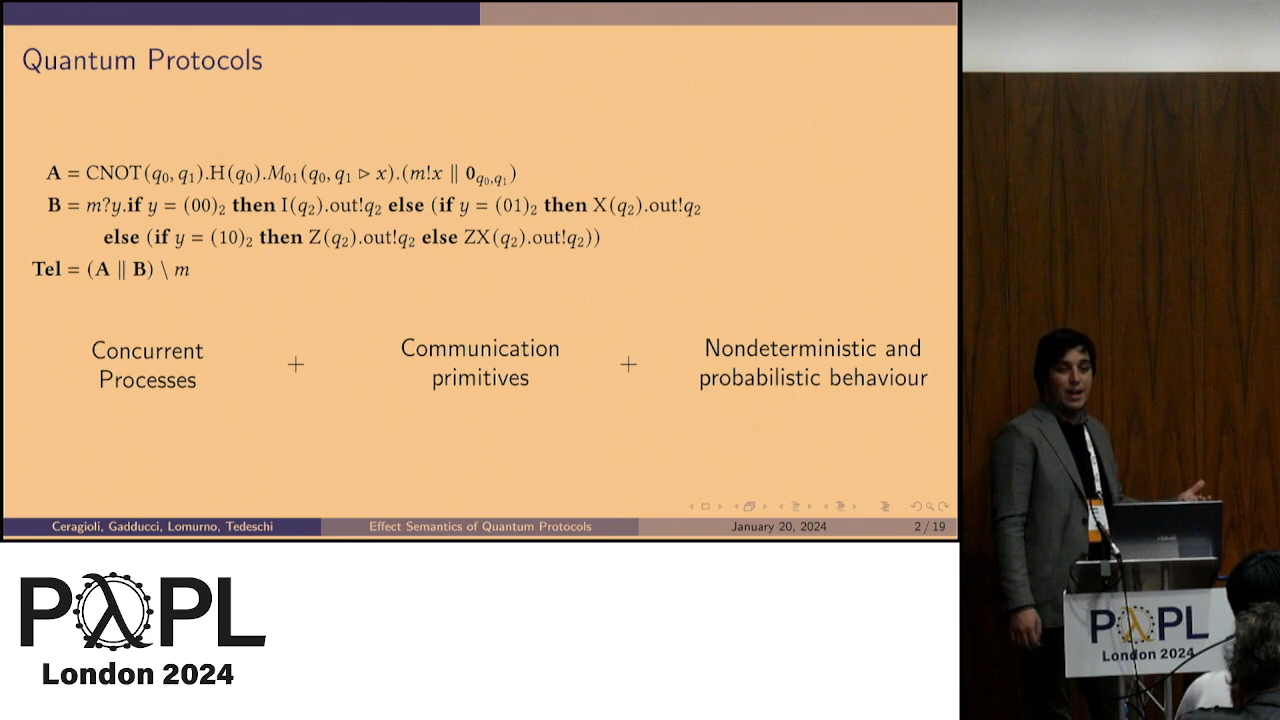 Quantum Protocols
A = CNOT(q₀, q₁).H(q₀).M₀₁(q₀, q₁ ▷ x).(m!x ∥ 0_{q₀,q₁})
B = m?y.if y = (00)₂ then I(q₂).out!q₂ else (if y = (01)₂ then X(q₂).out!q₂
else (if y = (10)₂ then Z(q₂).out!q₂ else ZX(q₂).out!q₂))
Tel = (A ∥ B) \ m
Concurrent
Processes
+
Communication
primitives
+
Nondeterministic and
probabilistic behaviour
Ceragioli, Gadducci, Lomurno, Tedeschi
Effect Semantics of Quantum Protocols
January 20, 2024
2 / 19
PλPL
London 2024
PλPL
London 2024